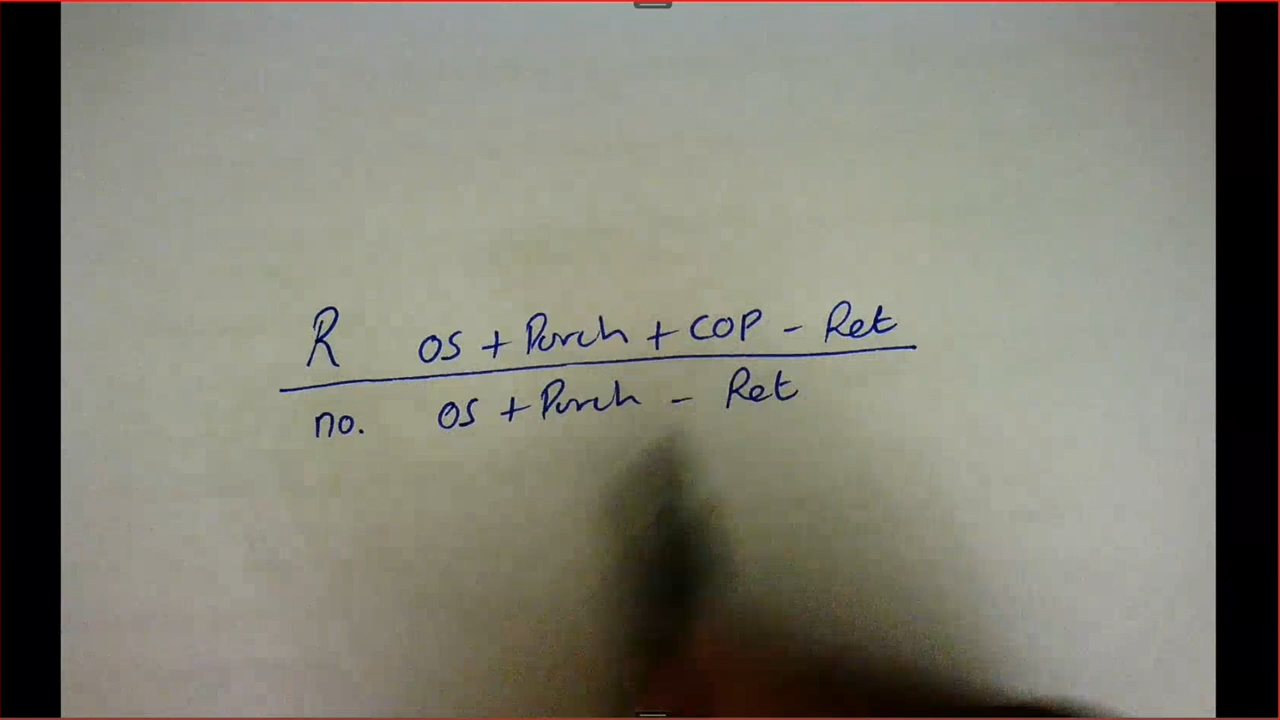 R OS + Purch + COP - Ret
no. OS + Purch - Ret